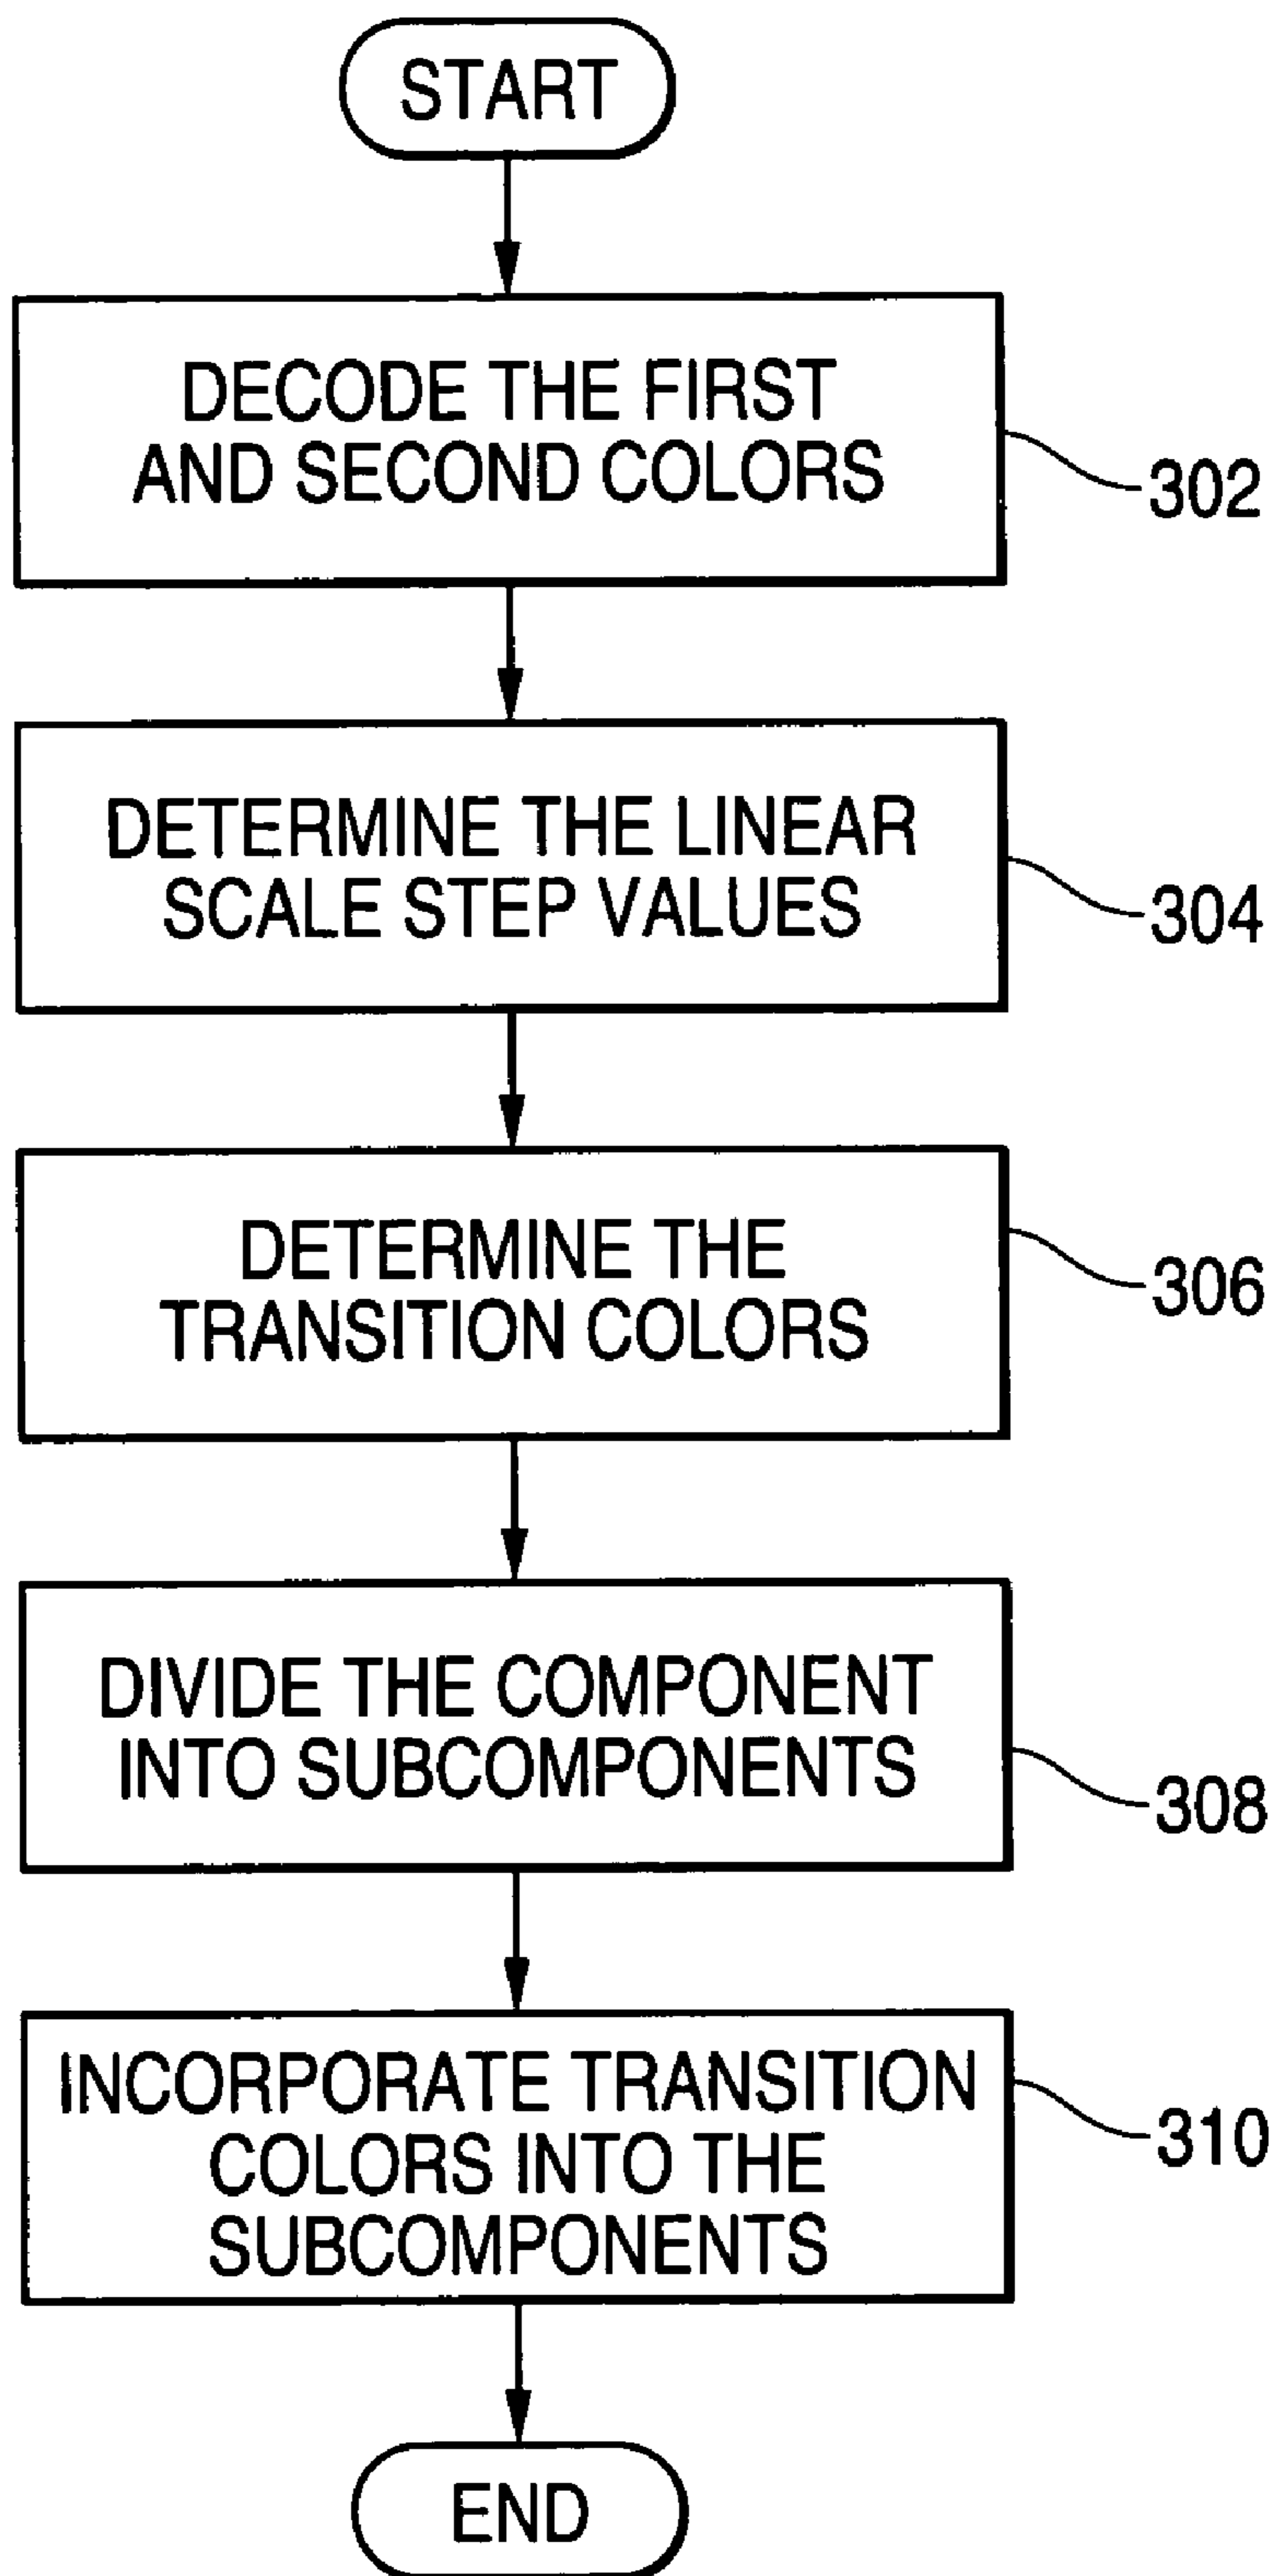 START
DECODE THE FIRST
AND SECOND COLORS
302
DETERMINE THE LINEAR
SCALE STEP VALUES
304
DETERMINE THE
TRANSITION COLORS
306
DIVIDE THE COMPONENT
INTO SUBCOMPONENTS
308
INCORPORATE TRANSITION
COLORS INTO THE
SUBCOMPONENTS
310
END